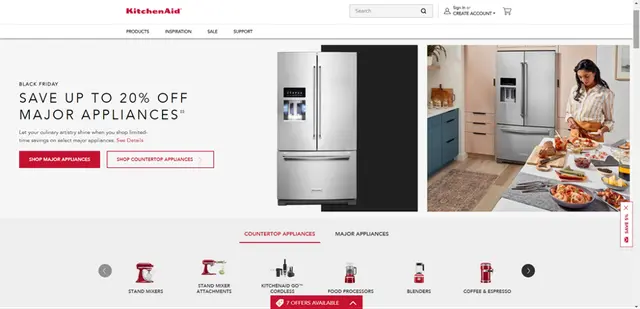 KitchenAid
Search
Sign In or
CREATE ACCOUNT
PRODUCTS
INSPIRATION
SALE
SUPPORT
BLACK FRIDAY
SAVE UP TO 20% OFF
MAJOR APPLIANCES
Let your culinary artistry shine when you shop limited-
time savings on select major appliances. See Details
SHOP MAJOR APPLIANCES
SHOP COUNTERTOP APPLIANCES
SAVE 5%
COUNTERTOP APPLIANCES
MAJOR APPLIANCES
STAND MIXERS
STAND MIXER
ATTACHMENTS
KITCHENAID GO™
CORDLESS
FOOD PROCESSORS
BLENDERS
COFFEE & ESPRESSO
7 OFFERS AVAILABLE